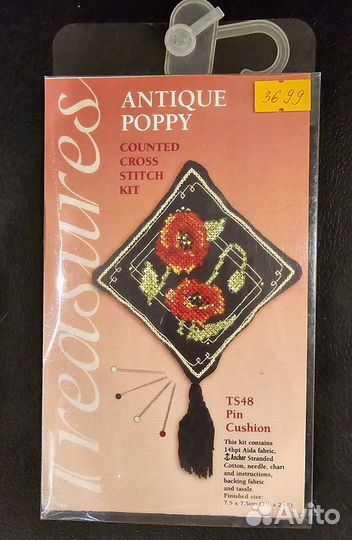 Treasures
ANTIQUE
POPPY
COUNTED
CROSS
STITCH
KIT
36.99
TS48
Pin
Cushion
This kit contains
14hpi Aida fabric,
Anchor Stranded
Cotton, needle, chart
and instructions,
backing fabric
and tassle.
Finished size:
7.5 x 7.5cm
Avito